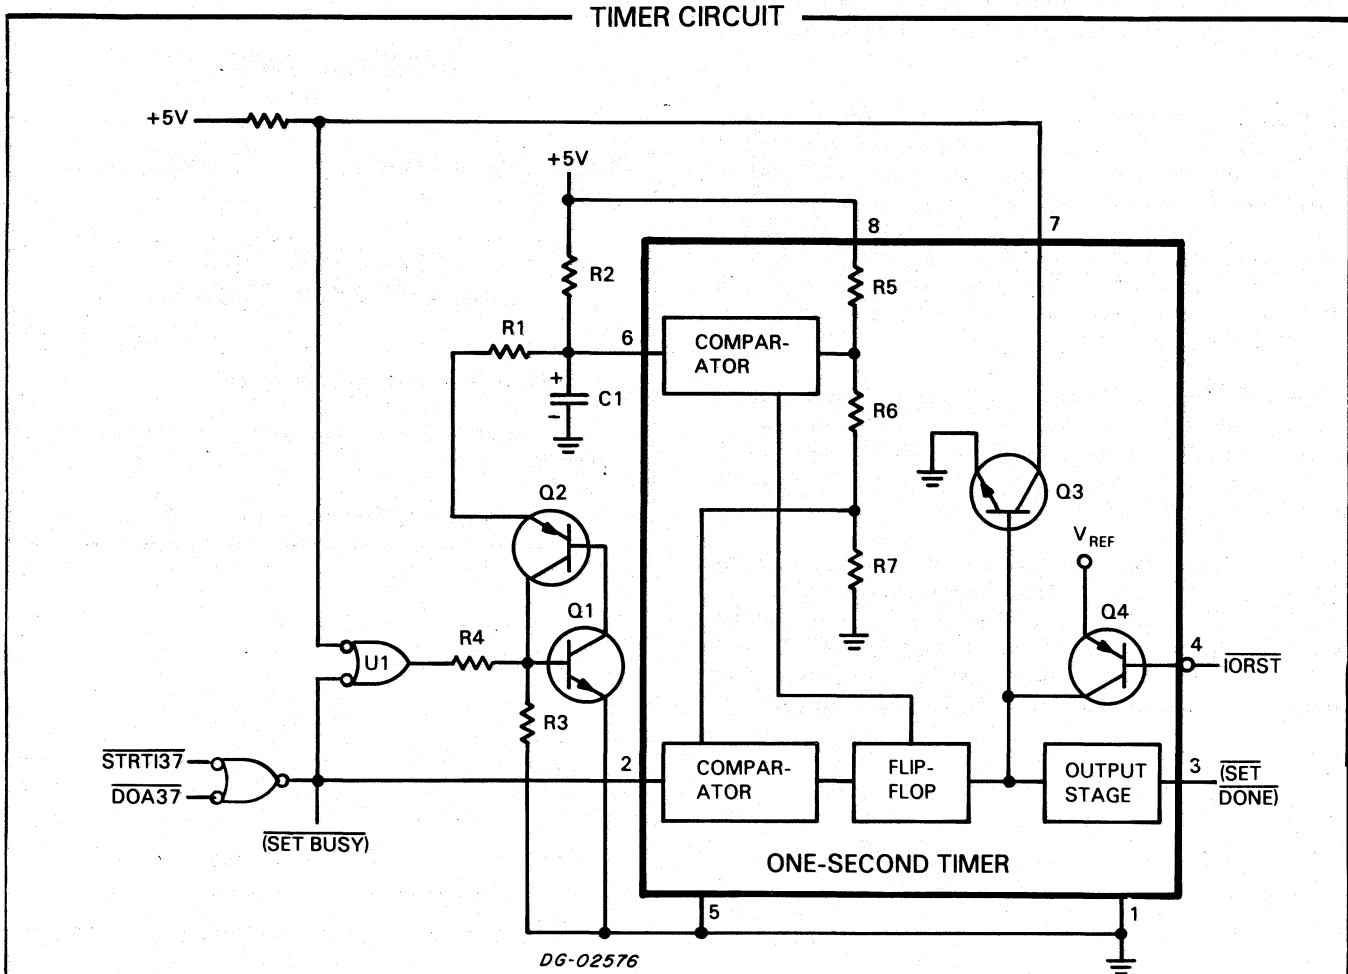 TIMER CIRCUIT
+5V
+5V
8
7
R2
R5
R1
6
COMPAR-
ATOR
+
C1
-
R6
Q2
Q3
VREF
R7
Q1
Q4
4
R4
U1
IORST
R3
STRTI37
2
COMPAR-
ATOR
FLIP-
FLOP
OUTPUT
STAGE
3
(SET
DONE)
DOA37
(SET BUSY)
ONE-SECOND TIMER
5
1
DG-02576